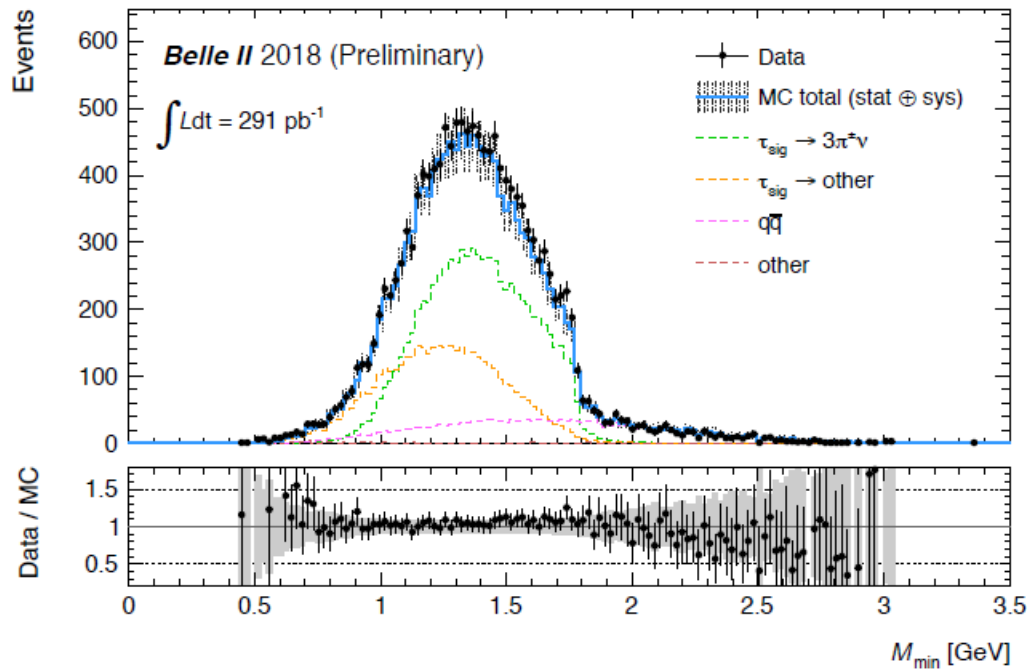 Events
600
500
400
300
200
100
0
Belle II 2018 (Preliminary)
∫Ldt = 291 pb⁻¹
Data
MC total (stat ⊕ sys)
τsig → 3π±ν
τsig → other
qq̅
other
Data / MC
1.5
1
0.5
0 0.5 1 1.5 2 2.5 3 3.5
Mmin [GeV]